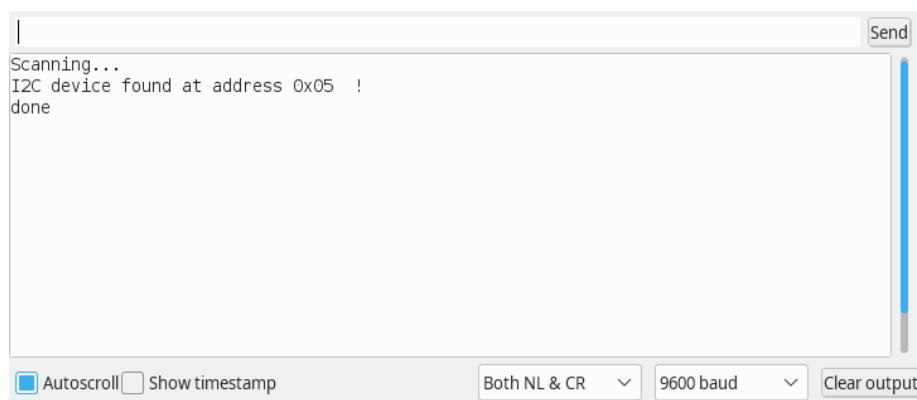 Send
Scanning...
I2C device found at address 0x05  !
done
Autoscroll Show timestamp Both NL & CR 9600 baud Clear output